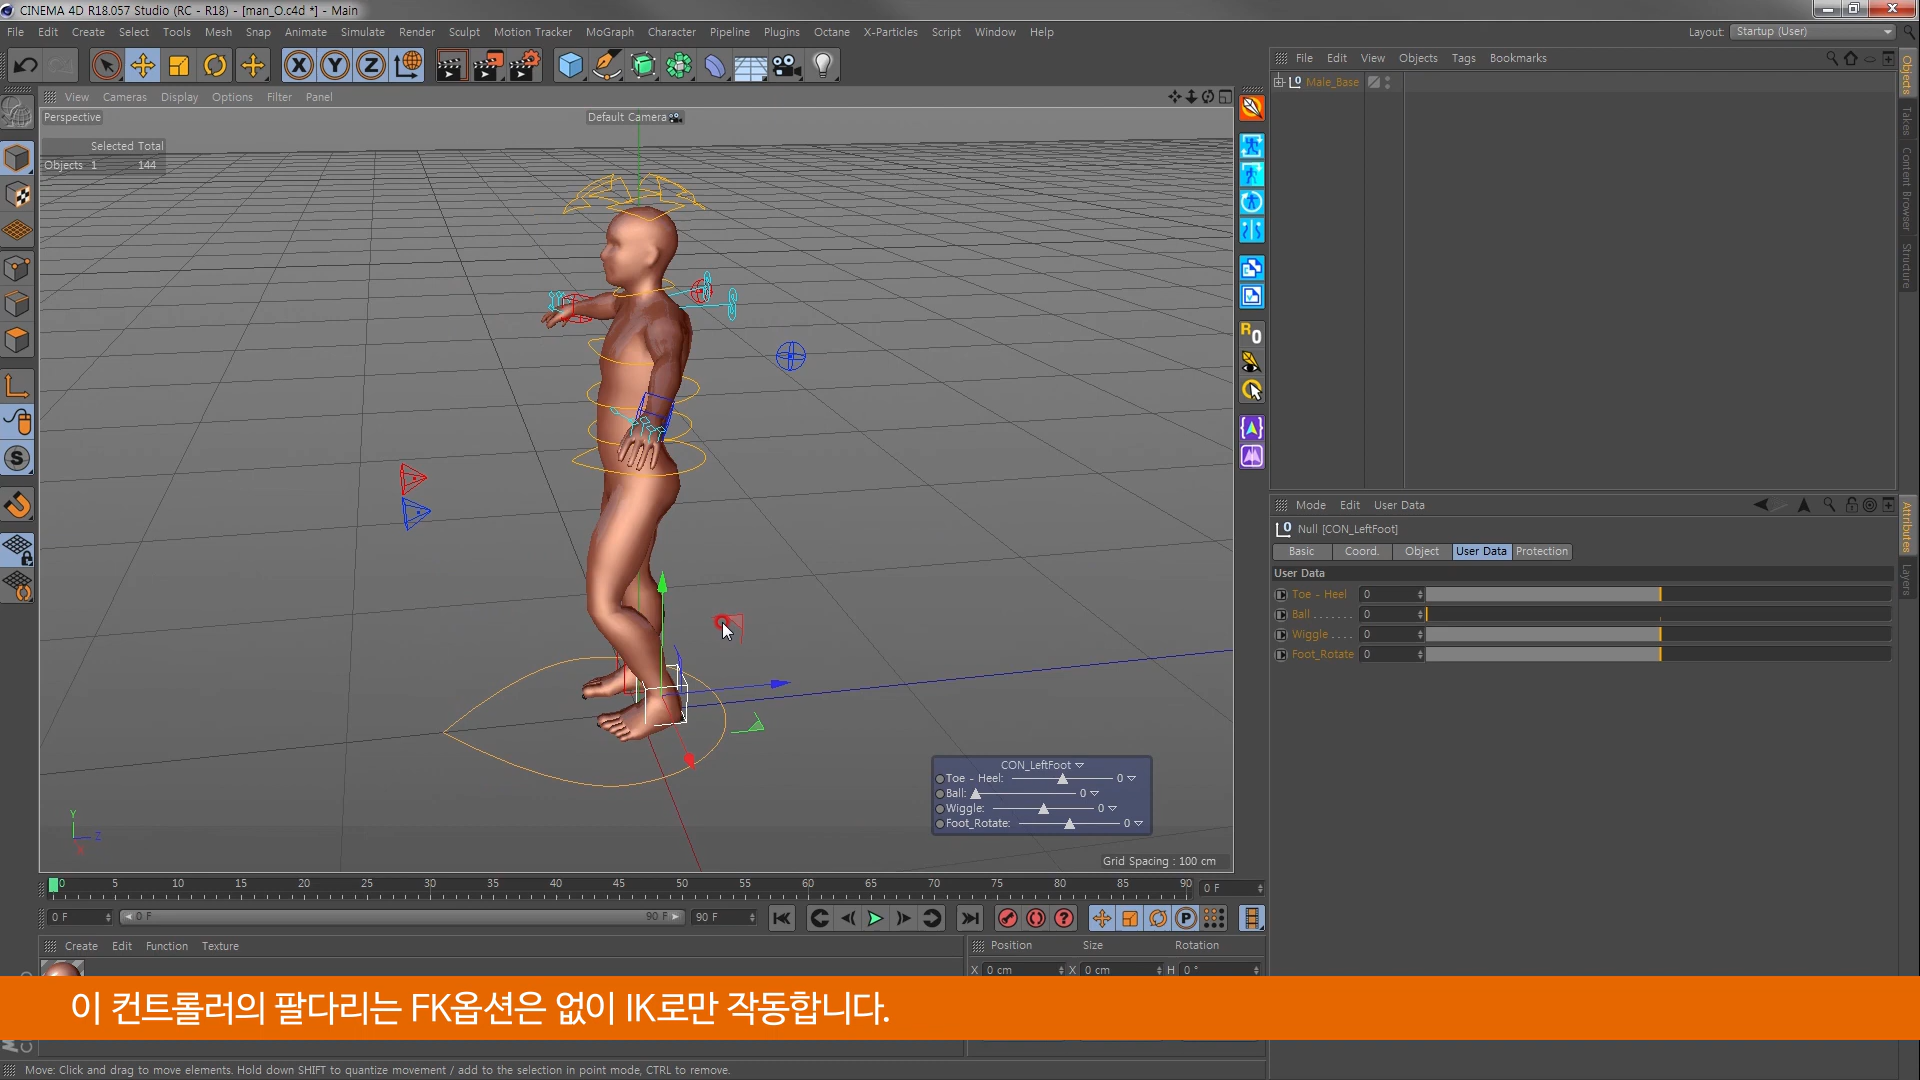 CINEMA 4D R18.057 Studio (RC - R18) - [man_O.c4d *] - Main
File Edit Create Select Tools Mesh Snap Animate Simulate Render Sculpt Motion Tracker MoGraph Character Pipeline Plugins Octane X-Particles Script Window Help
Layout: Startup (User)
X Y Z
File Edit View Objects Tags Bookmarks
Male_Base
View Cameras Display Options Filter Panel
Perspective
Default Camera
Selected Total
Objects 1 144
Objects
Takes
Content Browser
Structure
Mode Edit User Data
Null [CON_LeftFoot]
Basic Coord. Object User Data Protection
User Data
Toe - Heel 0
Ball . . . . . . . 0
Wiggle . . . . 0
Foot_Rotate 0
Attributes
Layers
CON_LeftFoot
Toe - Heel: 0
Ball: 0
Wiggle: 0
Foot_Rotate: 0
Y
Z
Grid Spacing : 100 cm
0 5 10 15 20 25 30 35 40 45 50 55 60 65 70 75 80 85 90 0 F
0 F 0 F 90 F 90 F
Create Edit Function Texture
Position Size Rotation
X 0 cm X 0 cm H 0 °
이 컨트롤러의 팔다리는 FK옵션은 없이 IK로만 작동합니다.
Move: Click and drag to move elements. Hold down SHIFT to quantize movement / add to the selection in point mode, CTRL to remove.